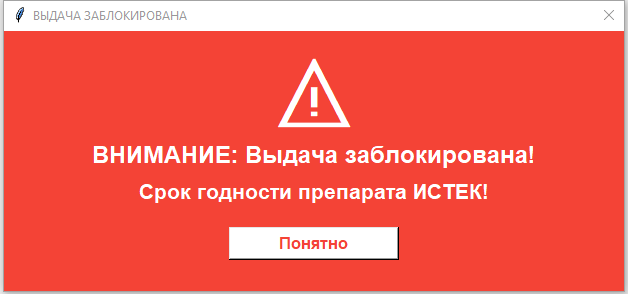 ВЫДАЧА ЗАБЛОКИРОВАНА
ВНИМАНИЕ: Выдача заблокирована!
Срок годности препарата ИСТЕК!
Понятно